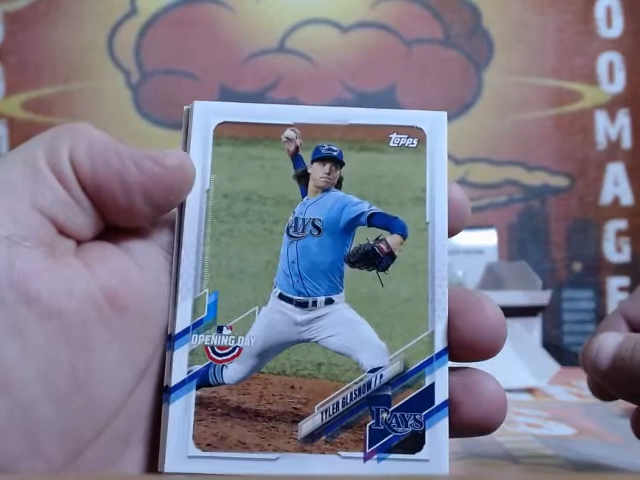 Topps
RAYS
OPENING DAY
TYLER GLASNOW / P
RAYS
OOMAGE